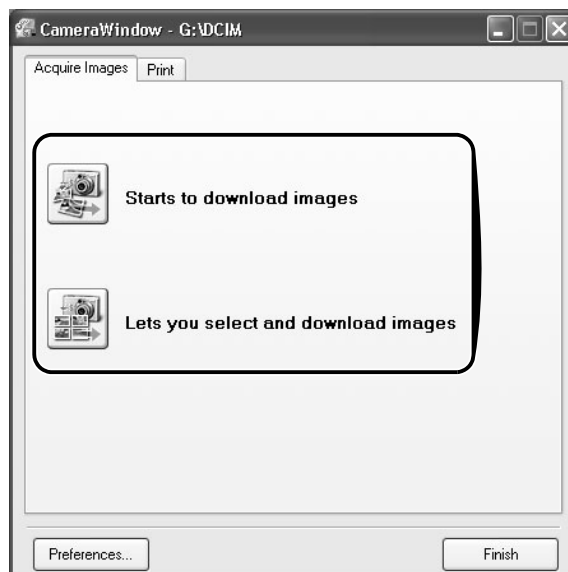 CameraWindow - G:\DCIM
Acquire Images Print
Starts to download images
Lets you select and download images
Preferences... Finish